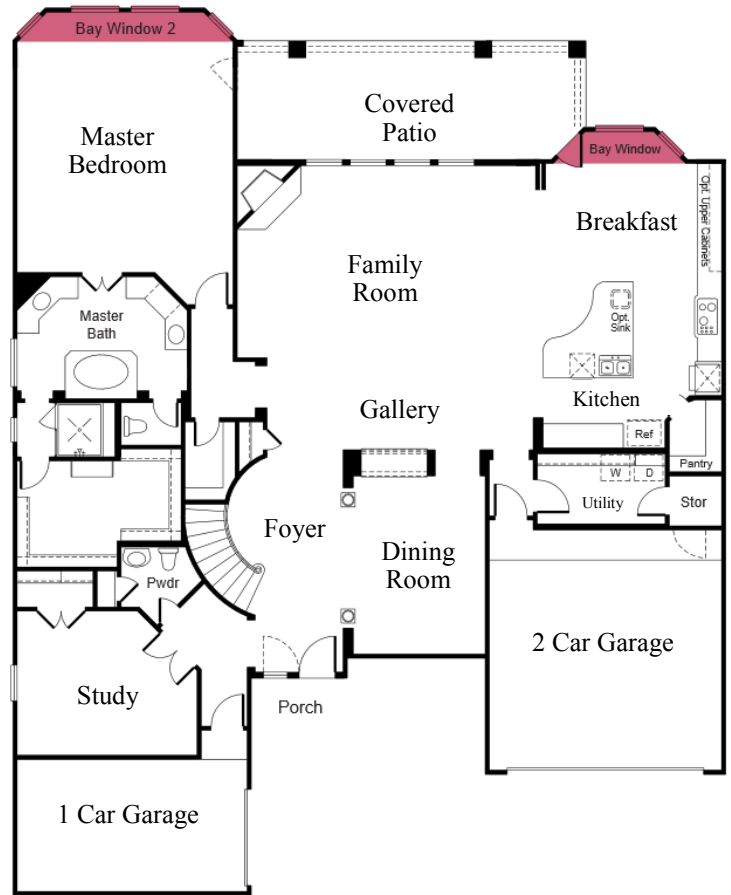 Bay Window 2
Covered
Patio
Master
Bedroom
Bay Window
Opt. Upper Cabinets
Breakfast
Family
Room
Opt.
Sink
Master
Bath
Kitchen
Gallery
Ref
Pantry
W
D
Utility
Stor
Foyer
Dining
Room
Pwdr
2 Car Garage
Study
Porch
1 Car Garage